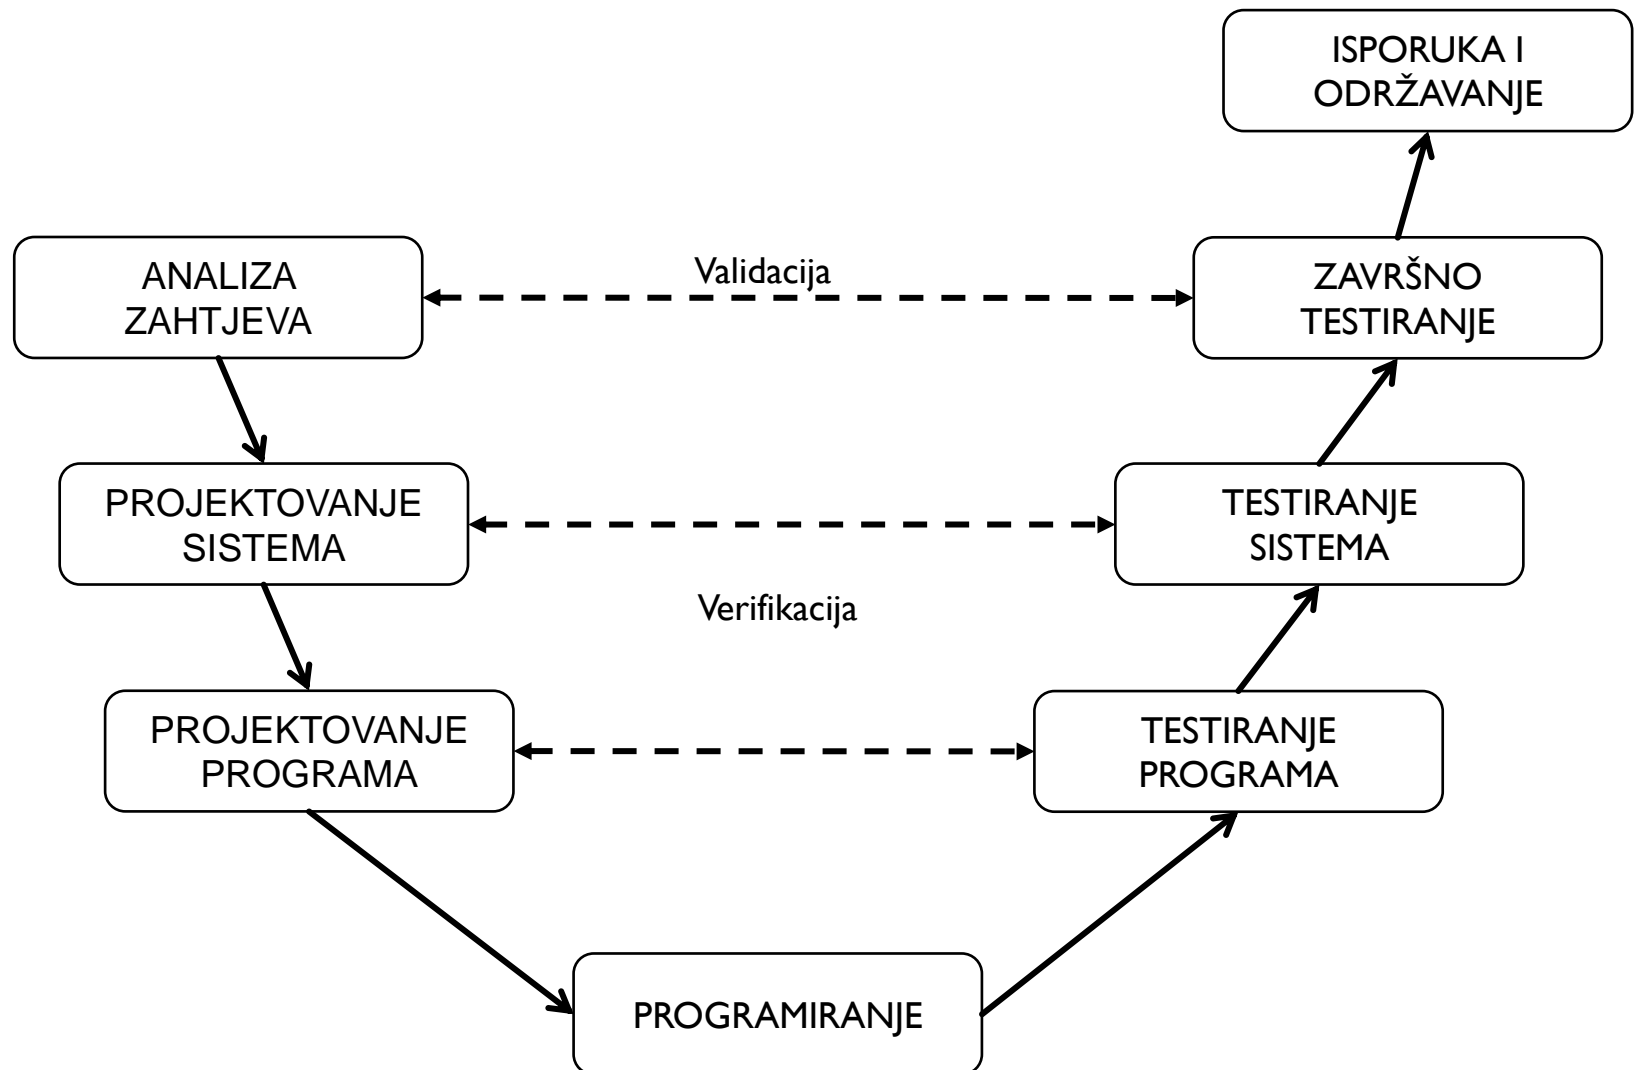 ISPORUKA I
ODRŽAVANJE
ANALIZA
ZAHTJEVA
Validacija
ZAVRŠNO
TESTIRANJE
PROJEKTOVANJE
SISTEMA
TESTIRANJE
SISTEMA
Verifikacija
PROJEKTOVANJE
PROGRAMA
TESTIRANJE
PROGRAMA
PROGRAMIRANJE